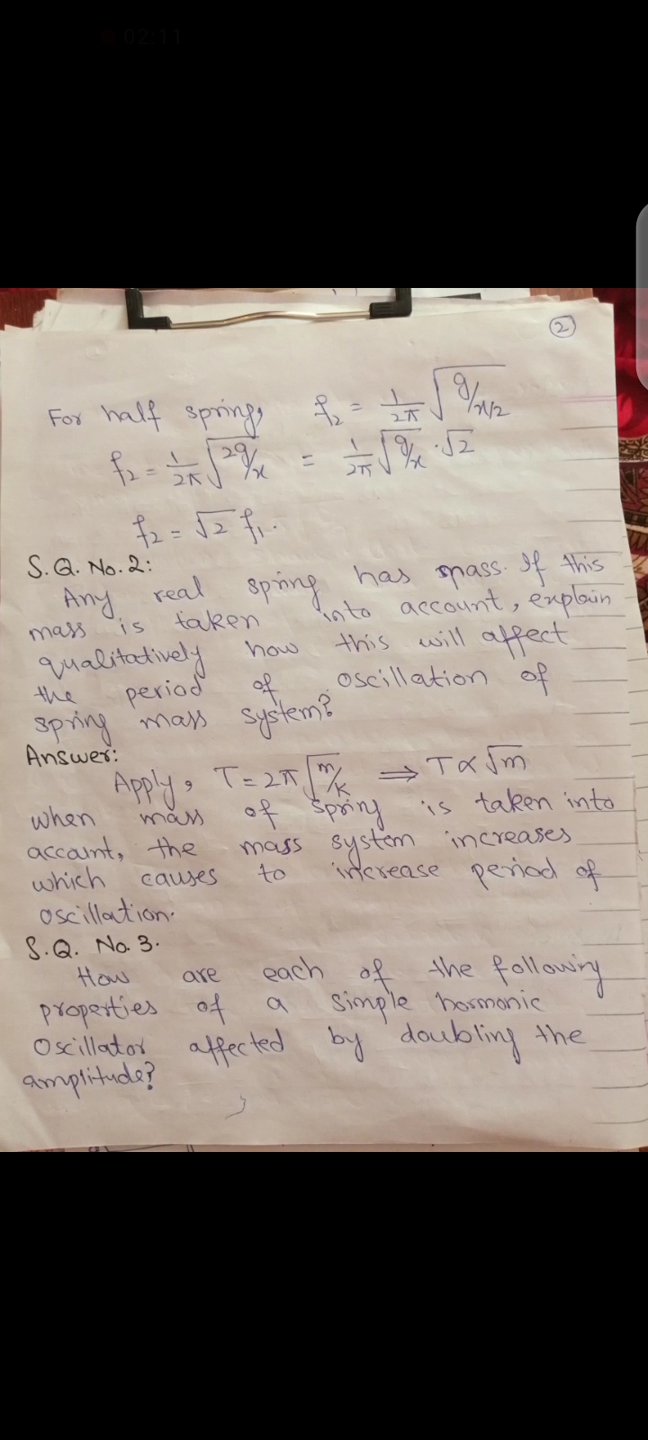 02:11
2
For half spring, f₂ = 1/2π √(g/x/2)
f₂ = 1/2π √(2g/x) = 1/2π √(g/x) · √2
f₂ = √2 f₁.
S.Q. No. 2:
Any real spring has mass. If this
mass is taken into account, explain
qualitatively how this will affect
the period of oscillation of
spring mass system?
Answer:
Apply, T = 2π √(m/k) ⟹ T ∝ √m
when mass of spring is taken into
account, the mass system increases
which causes to increase period of
oscillation.
S.Q. No. 3.
How are each of the following
properties of a simple harmonic
Oscillator affected by doubling the
amplitude?